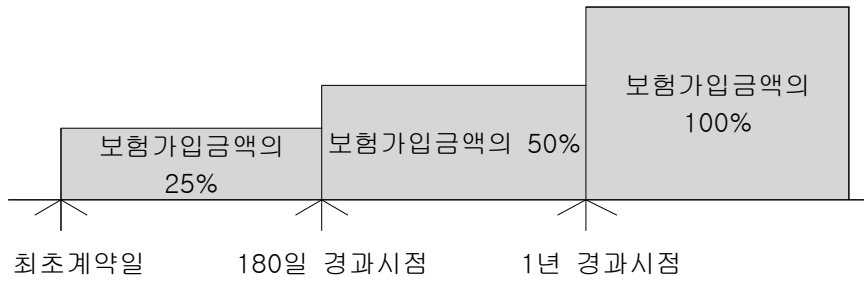 보험가입금액의
100%
보험가입금액의 50%
보험가입금액의
25%
최초계약일
180일 경과시점
1년 경과시점